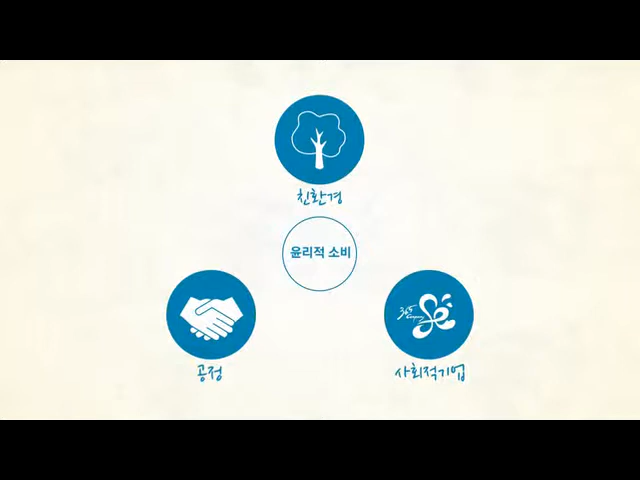 친환경
윤리적 소비
공정
사회적기업